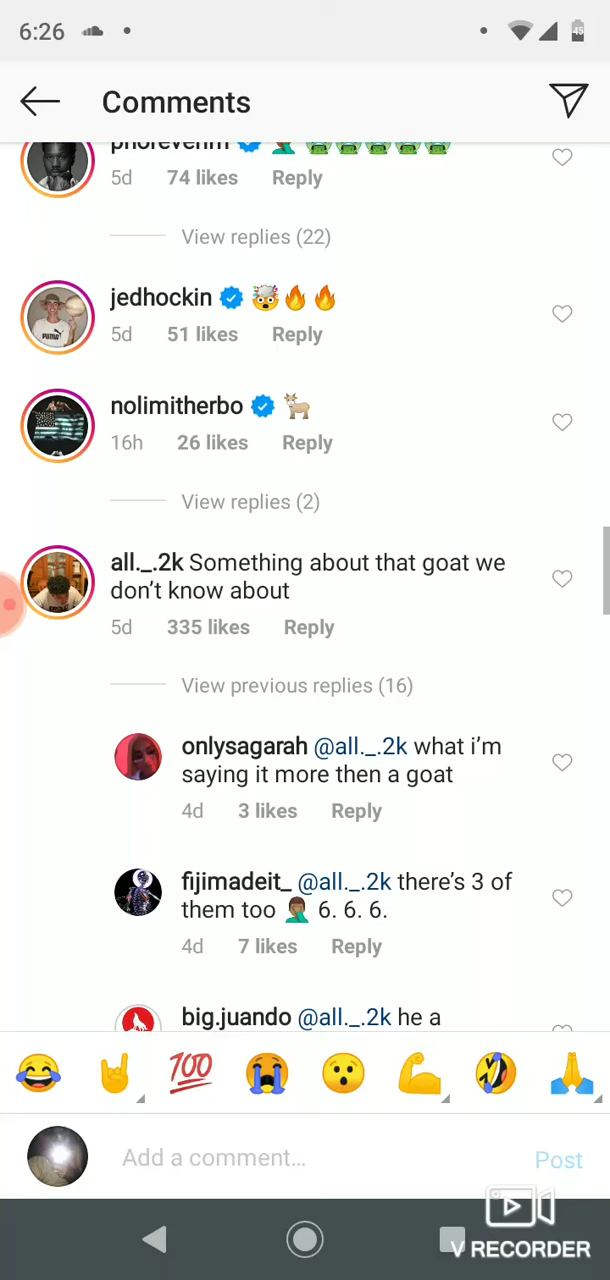 6:26
45
Comments
phoreverim
5d 74 likes Reply
View replies (22)
jedhockin 🤯🔥🔥
5d 51 likes Reply
nolimitherbo 🐐
16h 26 likes Reply
View replies (2)
all._.2k Something about that goat we
don’t know about
5d 335 likes Reply
View previous replies (16)
onlysagarah @all._.2k what i’m
saying it more then a goat
4d 3 likes Reply
fijimadeit_ @all._.2k there’s 3 of
them too 🤦🏾‍♂️ 6. 6. 6.
4d 7 likes Reply
big.juando @all._.2k he a
Add a comment...
Post
V RECORDER